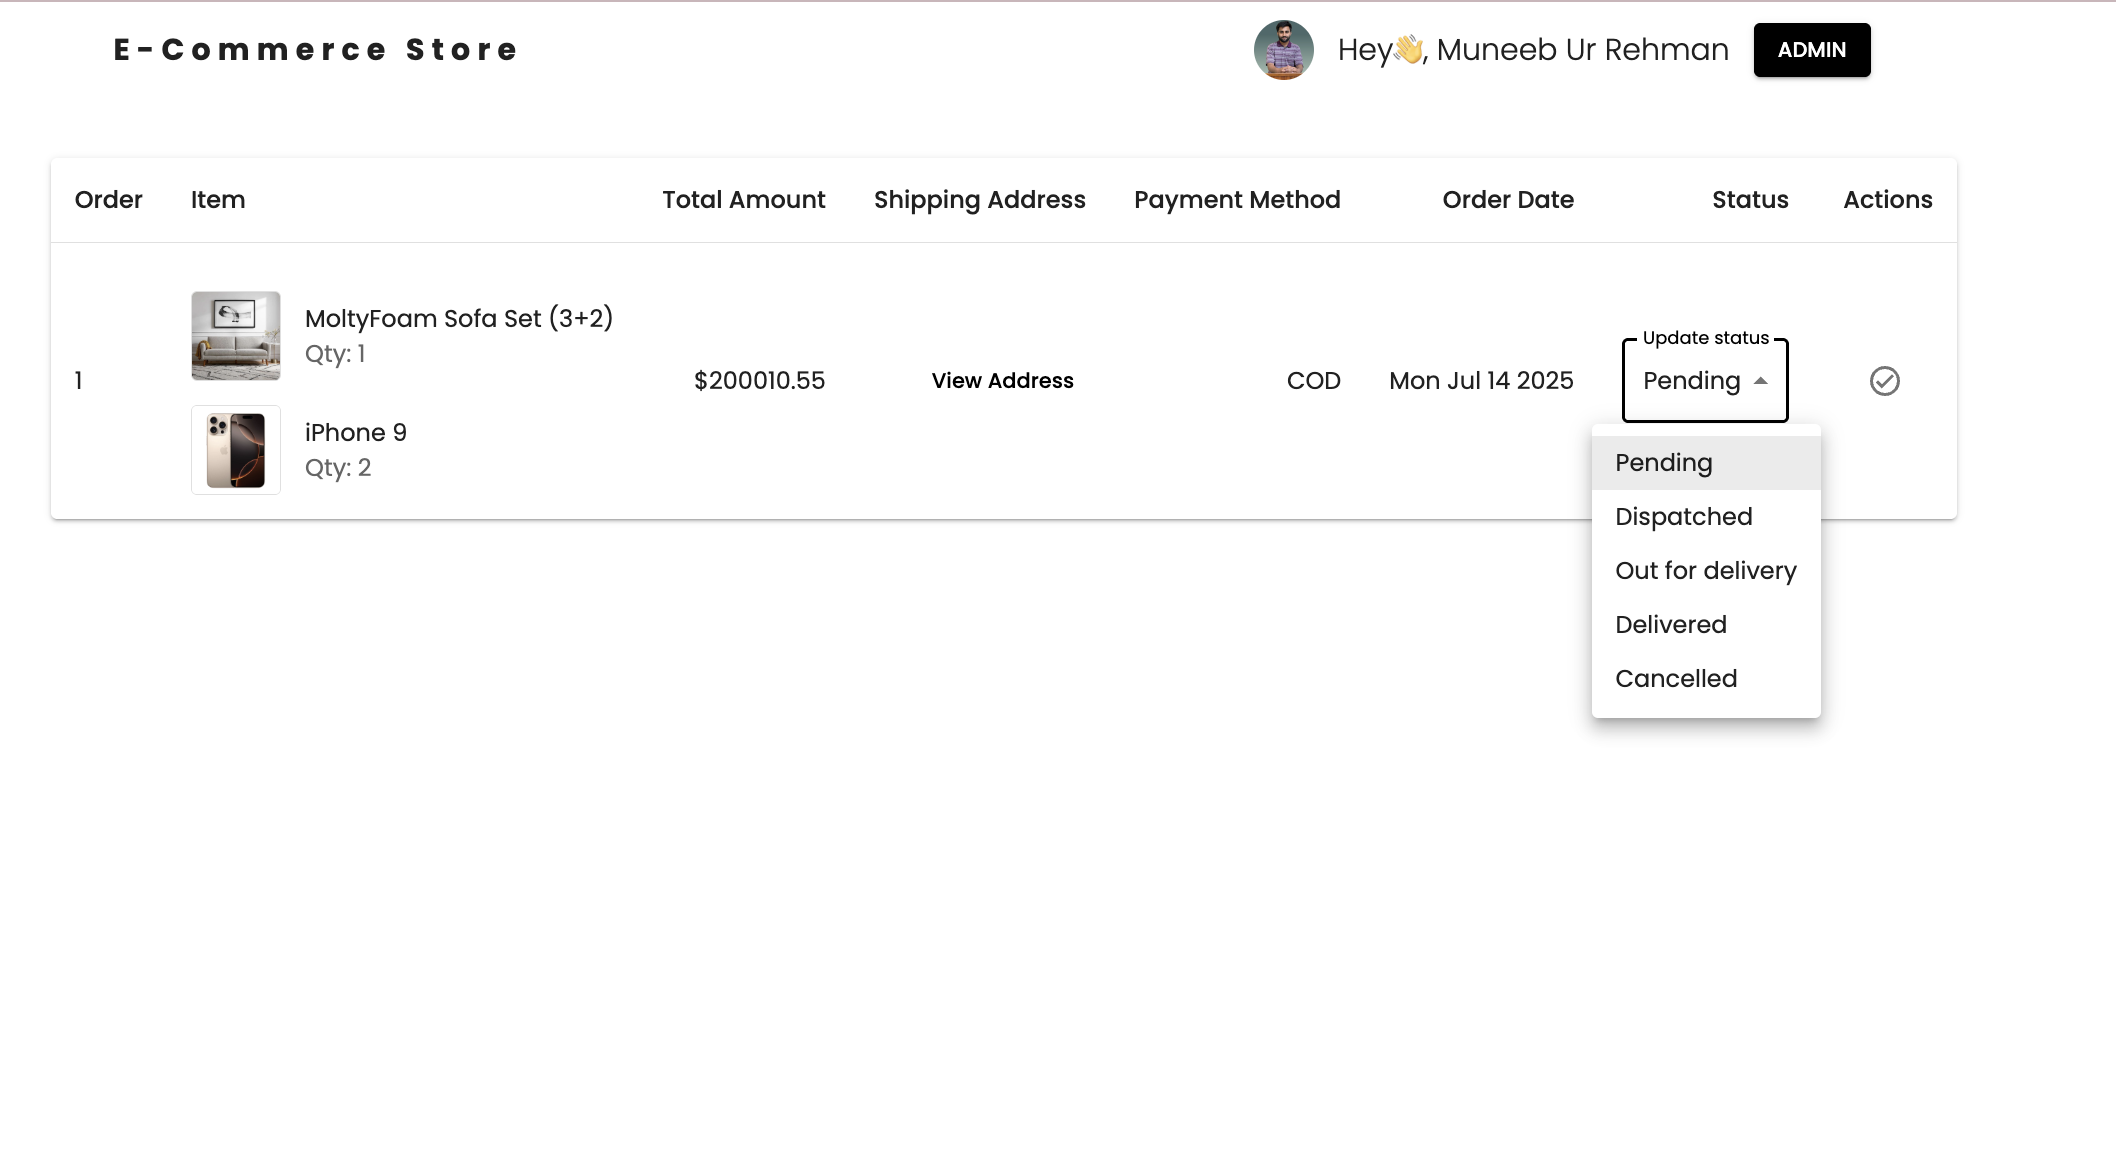 E-Commerce Store
Hey👋, Muneeb Ur Rehman
ADMIN
Order Item Total Amount Shipping Address Payment Method Order Date Status Actions
MoltyFoam Sofa Set (3+2)
Qty: 1
1 $200010.55 View Address COD Mon Jul 14 2025
Update status
Pending
iPhone 9
Qty: 2
Pending
Dispatched
Out for delivery
Delivered
Cancelled